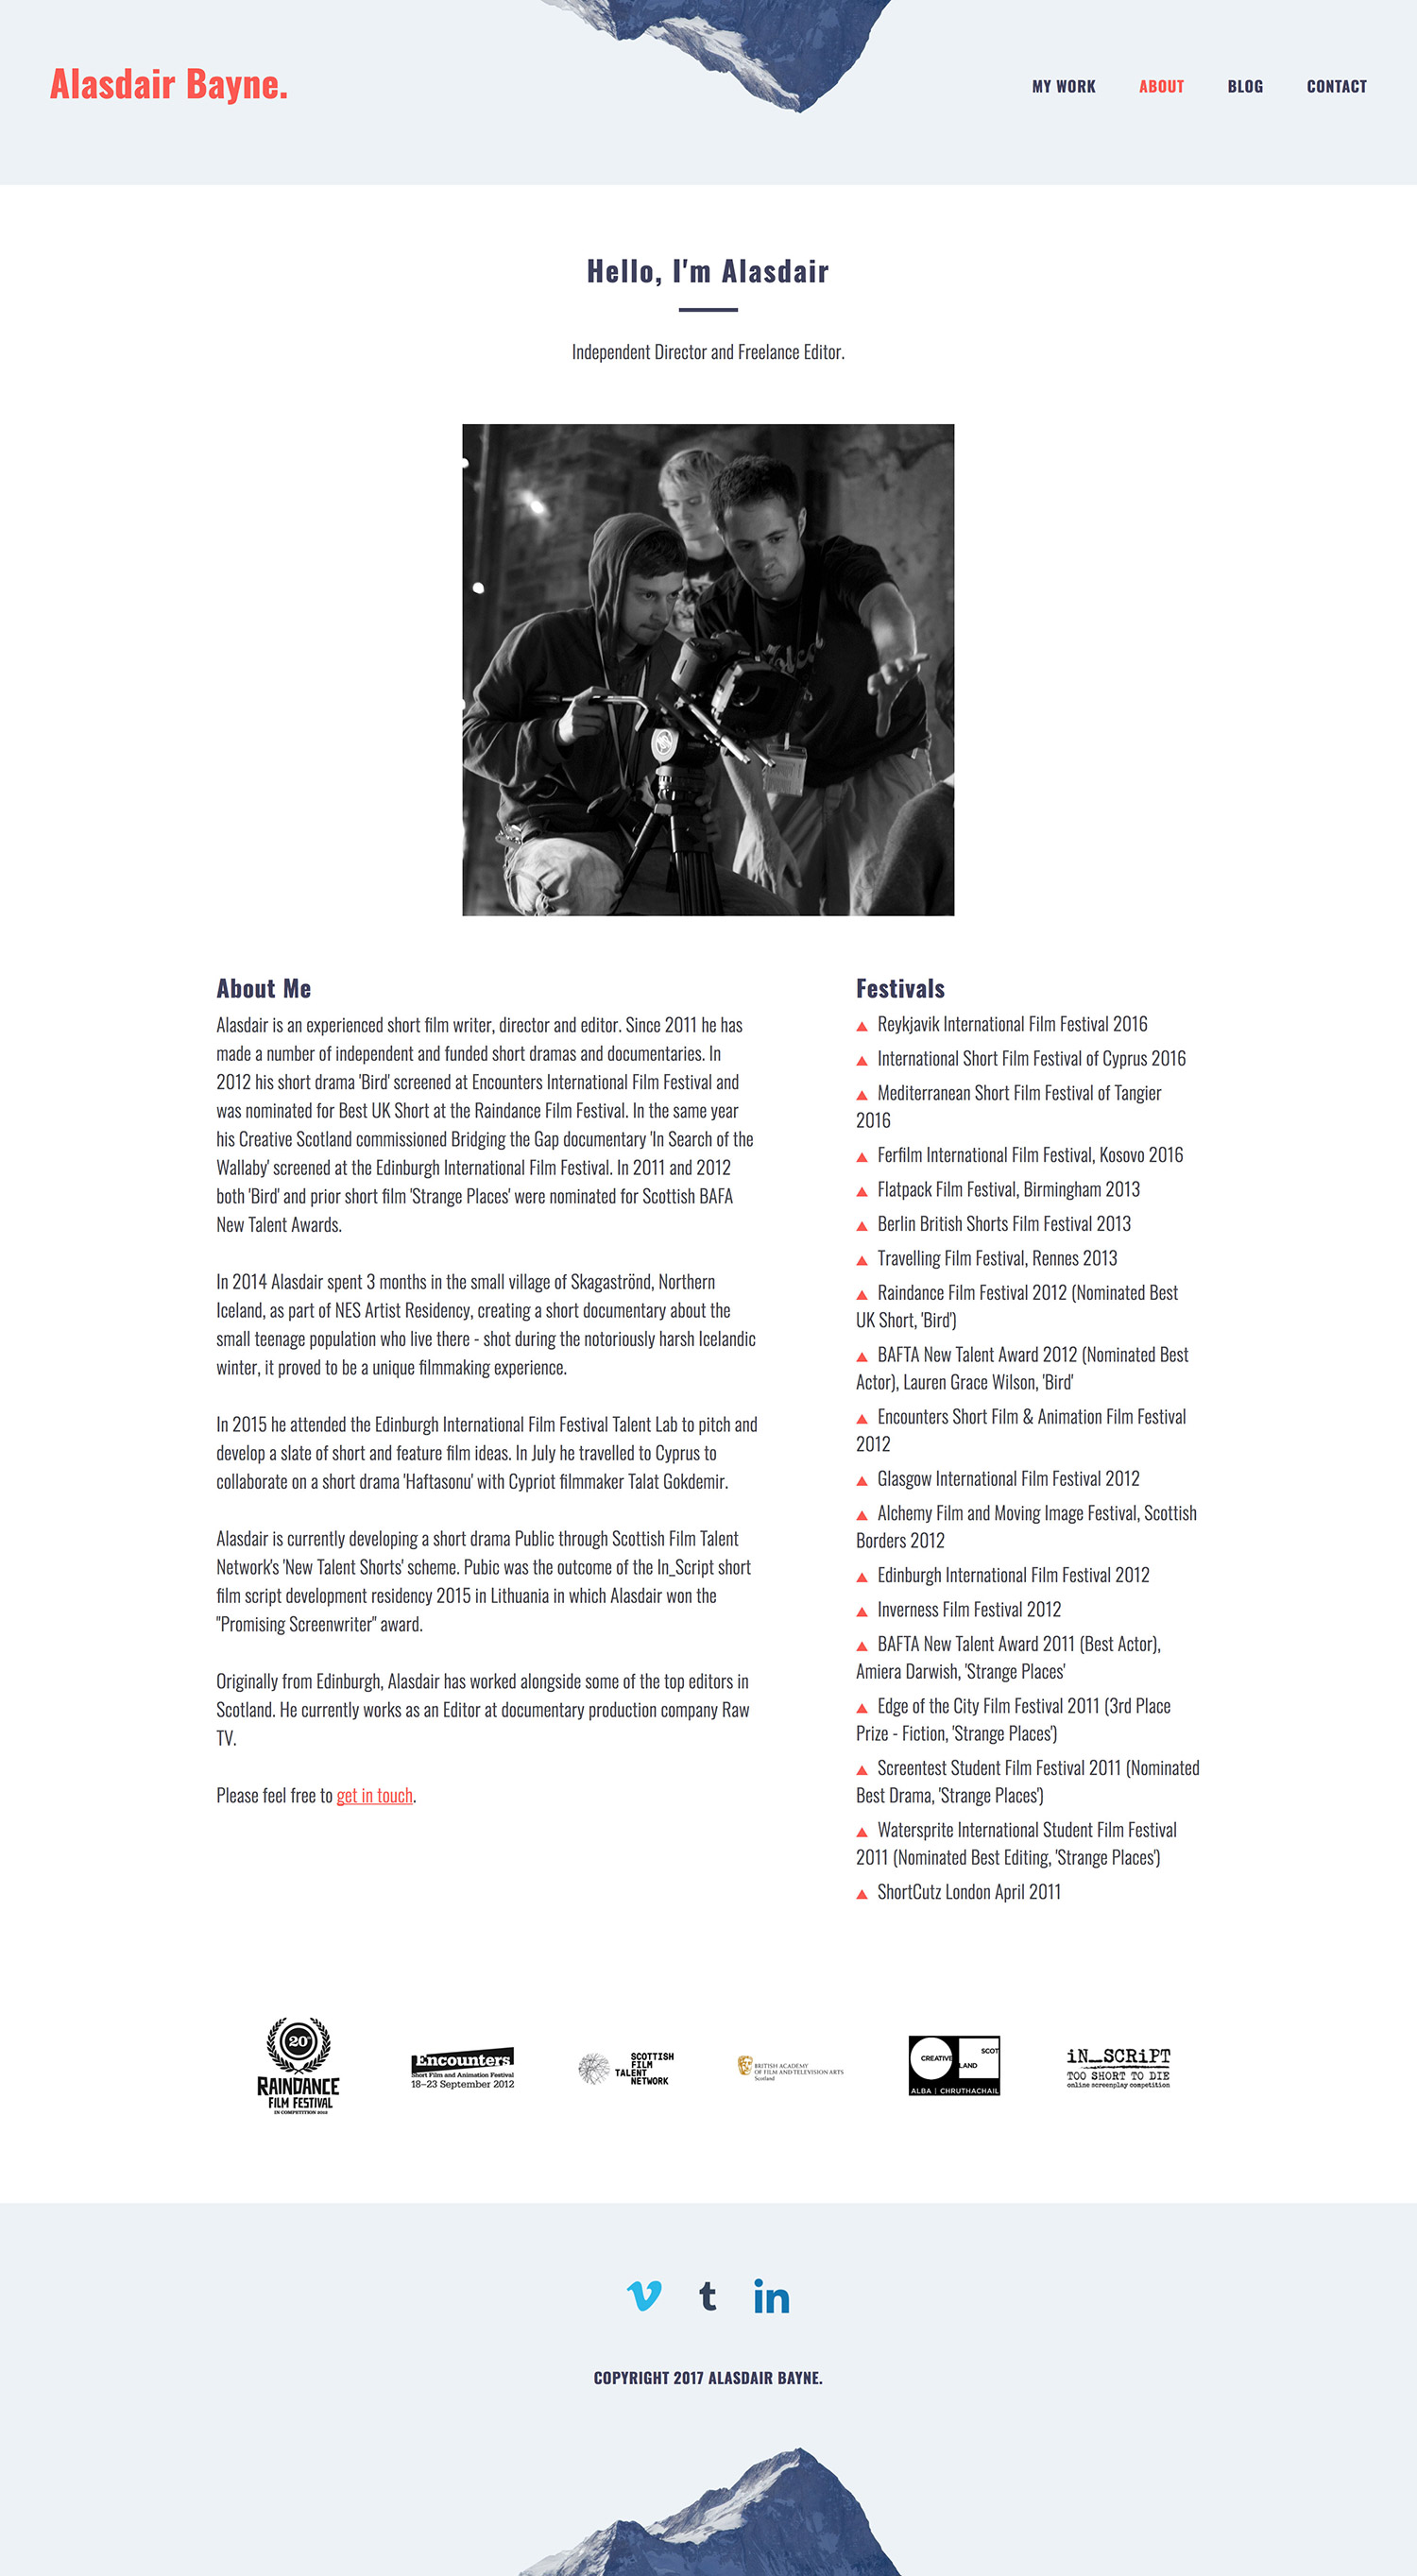 Alasdair Bayne.
MY WORK ABOUT BLOG CONTACT
Hello, I'm Alasdair
Independent Director and Freelance Editor.
About Me
Alasdair is an experienced short film writer, director and editor. Since 2011 he has
made a number of independent and funded short dramas and documentaries. In
2012 his short drama 'Bird' screened at Encounters International Film Festival and
was nominated for Best UK Short at the Raindance Film Festival. In the same year
his Creative Scotland commissioned Bridging the Gap documentary 'In Search of the
Wallaby' screened at the Edinburgh International Film Festival. In 2011 and 2012
both 'Bird' and prior short film 'Strange Places' were nominated for Scottish BAFA
New Talent Awards.
In 2014 Alasdair spent 3 months in the small village of Skagaströnd, Northern
Iceland, as part of NES Artist Residency, creating a short documentary about the
small teenage population who live there - shot during the notoriously harsh Icelandic
winter, it proved to be a unique filmmaking experience.
In 2015 he attended the Edinburgh International Film Festival Talent Lab to pitch and
develop a slate of short and feature film ideas. In July he travelled to Cyprus to
collaborate on a short drama 'Haftasonu' with Cypriot filmmaker Talat Gokdemir.
Alasdair is currently developing a short drama Public through Scottish Film Talent
Network's 'New Talent Shorts' scheme. Pubic was the outcome of the In_Script short
film script development residency 2015 in Lithuania in which Alasdair won the
"Promising Screenwriter" award.
Originally from Edinburgh, Alasdair has worked alongside some of the top editors in
Scotland. He currently works as an Editor at documentary production company Raw
TV.
Please feel free to get in touch.
Festivals
Reykjavik International Film Festival 2016
International Short Film Festival of Cyprus 2016
Mediterranean Short Film Festival of Tangier
2016
Ferfilm International Film Festival, Kosovo 2016
Flatpack Film Festival, Birmingham 2013
Berlin British Shorts Film Festival 2013
Travelling Film Festival, Rennes 2013
Raindance Film Festival 2012 (Nominated Best
UK Short, 'Bird')
BAFTA New Talent Award 2012 (Nominated Best
Actor), Lauren Grace Wilson, 'Bird'
Encounters Short Film & Animation Film Festival
2012
Glasgow International Film Festival 2012
Alchemy Film and Moving Image Festival, Scottish
Borders 2012
Edinburgh International Film Festival 2012
Inverness Film Festival 2012
BAFTA New Talent Award 2011 (Best Actor),
Amiera Darwish, 'Strange Places'
Edge of the City Film Festival 2011 (3rd Place
Prize - Fiction, 'Strange Places')
Screentest Student Film Festival 2011 (Nominated
Best Drama, 'Strange Places')
Watersprite International Student Film Festival
2011 (Nominated Best Editing, 'Strange Places')
ShortCutz London April 2011
20
RAINDANCE
FILM FESTIVAL
IN COMPETITION 2012
Encounters
Short Film and Animation Festival
18–23 September 2012
SCOTTISH
FILM
TALENT
NETWORK
BRITISH ACADEMY
OF FILM AND TELEVISION ARTS
Scotland
CREATIVE SCOT
LAND
ALBA | CHRUTHACHAIL
iN_SCRiPT
TOO SHORT TO DIE
online screenplay competition
COPYRIGHT 2017 ALASDAIR BAYNE.